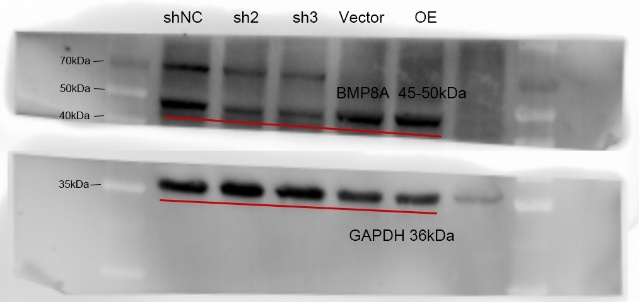 shNC sh2 sh3 Vector OE
70kDa
50kDa
BMP8A 45-50kDa
40kDa
35kDa
GAPDH 36kDa